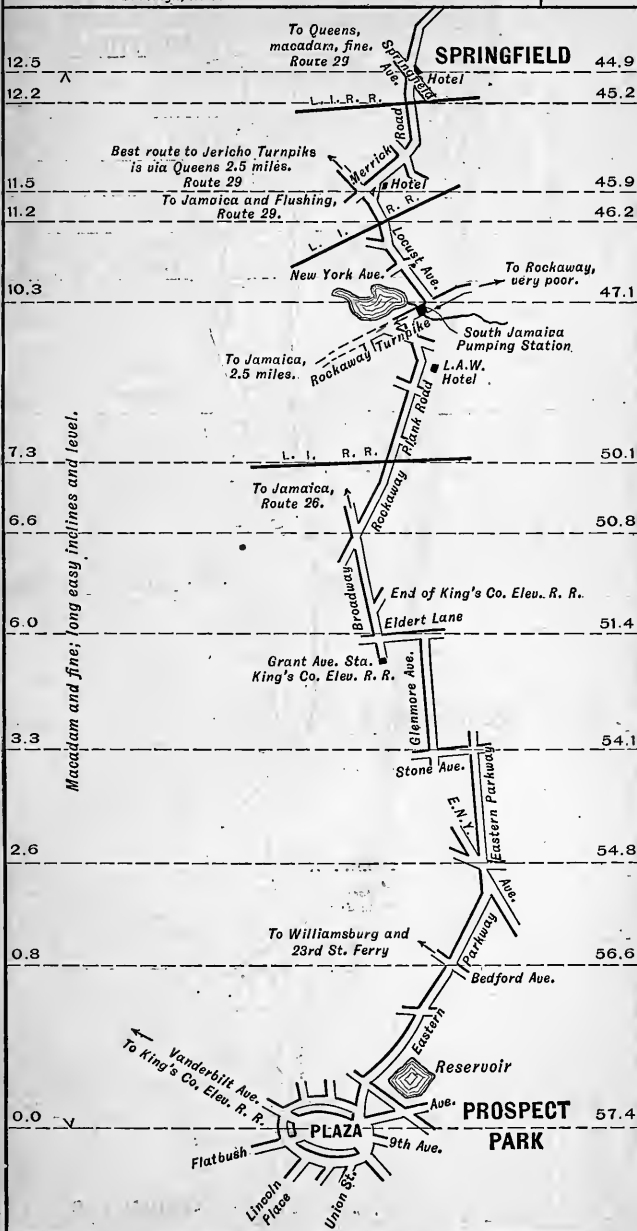 To Queens,
macadam, fine.
Route 29
Springfield
Ave.
SPRINGFIELD
12.5
44.9
Hotel
12.2
45.2
L. I. R. R.
Road
Merrick
Best route to Jericho Turnpike
is via Queens 2.5 miles.
Route 29
11.5
45.9
Hotel
To Jamaica and Flushing,
Route 29.
11.2
46.2
L. I. R. R.
Locust Ave.
New York Ave.
To Rockaway,
very poor.
10.3
47.1
South Jamaica
Pumping Station
To Jamaica,
2.5 miles.
Rockaway Turnpike
L.A.W.
Hotel
Rockaway Plank Road
7.3
50.1
L. I. R. R.
To Jamaica,
Route 26.
6.6
50.8
Broadway
End of King's Co. Elev. R. R.
Eldert Lane
6.0
51.4
Grant Ave. Sta.
King's Co. Elev. R. R.
Glenmore Ave.
Macadam and fine; long easy inclines and level.
3.3
54.1
Stone Ave.
Eastern Parkway
E.N.Y.
Ave.
2.6
54.8
To Williamsburg and
23rd St. Ferry
0.8
56.6
Bedford Ave.
Eastern Parkway
Reservoir
Vanderbilt Ave.
To King's Co. Elev. R. R.
Ave.
PROSPECT
PARK
0.0
57.4
PLAZA
9th Ave.
Flatbush
Lincoln
Place
Union St.